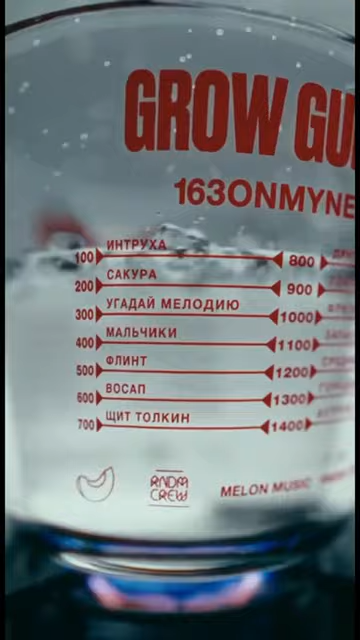 GROW GU
163ONMYNE
100 ИНТРУХА 800
200 САКУРА 900
300 УГАДАЙ МЕЛОДИЮ 1000
400 МАЛЬЧИКИ 1100
500 ФЛИНТ 1200
600 ВОСАП 1300
700 ЩИТ ТОЛКИН 1400
RNDM
CREW
MELON MUSIC